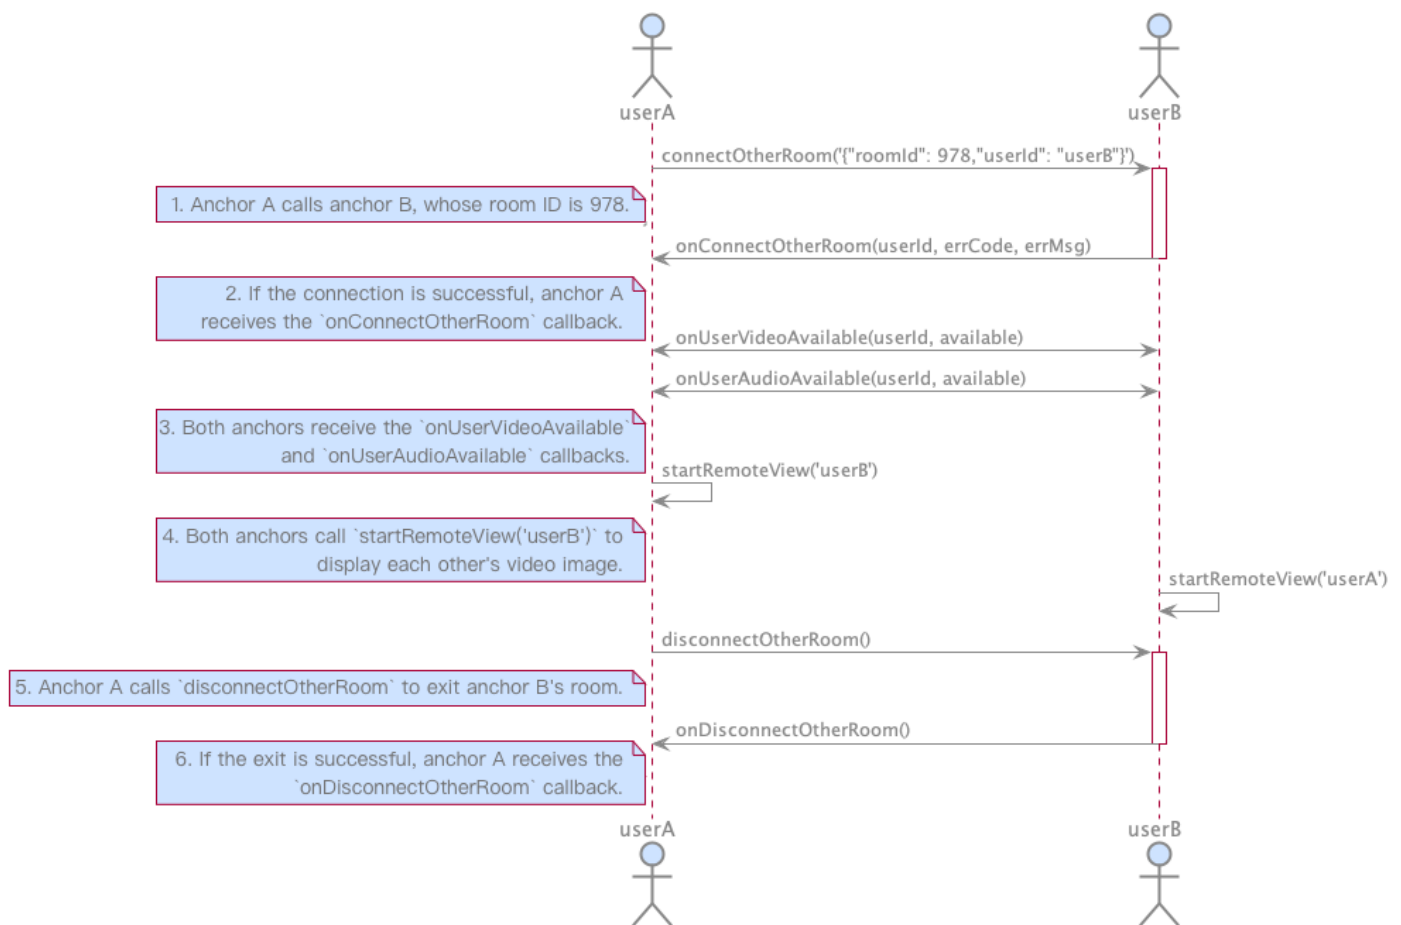 userA
userB
connectOtherRoom('{"roomId": 978,"userId": "userB"}')
1. Anchor A calls anchor B, whose room ID is 978.
onConnectOtherRoom(userId, errCode, errMsg)
2. If the connection is successful, anchor A
receives the `onConnectOtherRoom` callback.
onUserVideoAvailable(userId, available)
onUserAudioAvailable(userId, available)
3. Both anchors receive the `onUserVideoAvailable`
and `onUserAudioAvailable` callbacks.
startRemoteView('userB')
4. Both anchors call `startRemoteView('userB')` to
display each other's video image.
startRemoteView('userA')
disconnectOtherRoom()
5. Anchor A calls `disconnectOtherRoom` to exit anchor B's room.
onDisconnectOtherRoom()
6. If the exit is successful, anchor A receives the
`onDisconnectOtherRoom` callback.
userA
userB